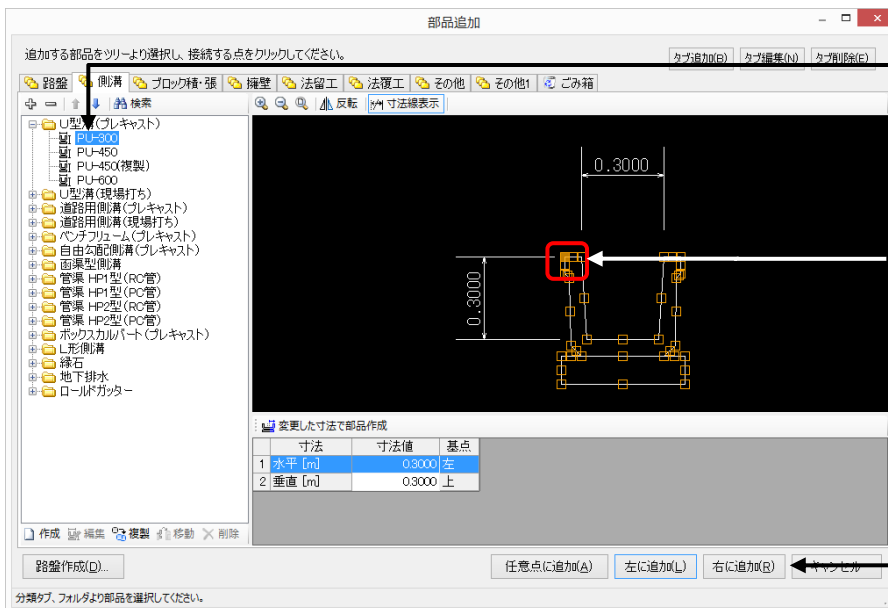 部品追加
追加する部品をツリーより選択し、接続する点をクリックしてください。
タブ追加(B) タブ編集(N) タブ削除(E)
路盤 側溝 ブロック積・張 擁壁 法留工 法覆工 その他 その他1 ごみ箱
検索
反転 寸法線表示
U型溝(プレキャスト)
PU-300
PU-450
PU-450(複製)
PU-600
U型溝(現場打ち)
道路用側溝(プレキャスト)
道路用側溝(現場打ち)
ベンチフリューム(プレキャスト)
自由勾配側溝(プレキャスト)
函渠型側溝
管渠 HP1型(RC管)
管渠 HP1型(PC管)
管渠 HP2型(RC管)
管渠 HP2型(PC管)
ボックスカルバート(プレキャスト)
L形側溝
縁石
地下排水
ロールドガッター
0.3000
0.3000
変更した寸法で部品作成
寸法 寸法値 基点
1 水平 [m] 0.3000 左
2 垂直 [m] 0.3000 上
作成 編集 複製 移動 削除
路盤作成(D)... 任意点に追加(A) 左に追加(L) 右に追加(R) キャンセル
分類タブ、フォルダより部品を選択してください。